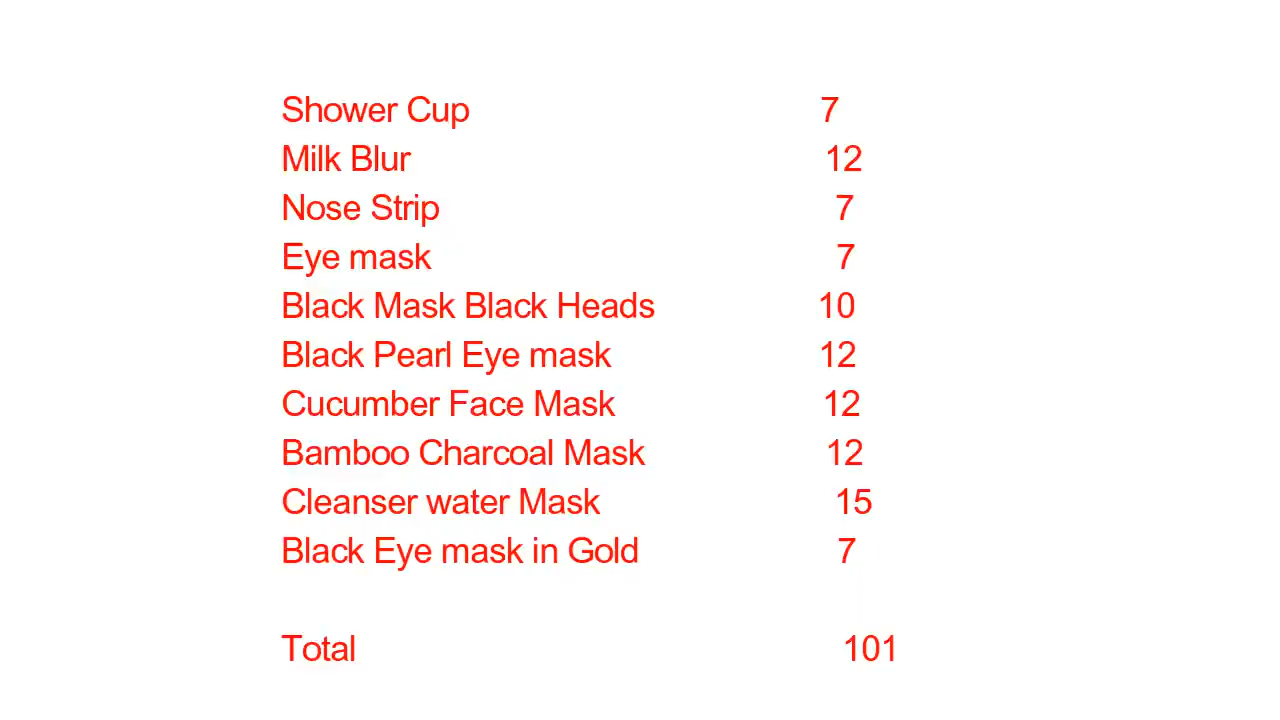 Shower Cup 7
Milk Blur 12
Nose Strip 7
Eye mask 7
Black Mask Black Heads 10
Black Pearl Eye mask 12
Cucumber Face Mask 12
Bamboo Charcoal Mask 12
Cleanser water Mask 15
Black Eye mask in Gold 7
Total 101